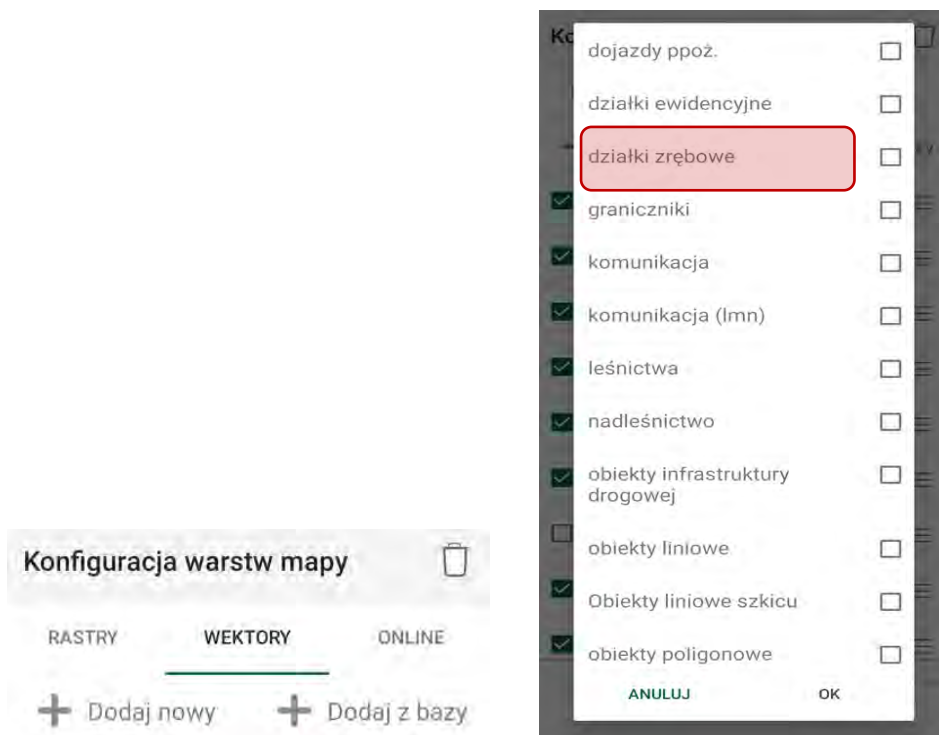 Konfiguracja warstw mapy
RASTRY WEKTORY ONLINE
Dodaj nowy Dodaj z bazy
Ko
dojazdy ppoż.
działki ewidencyjne
działki zrębowe
graniczniki
komunikacja
komunikacja (lmn)
leśnictwa
nadleśnictwo
obiekty infrastruktury
drogowej
obiekty liniowe
Obiekty liniowe szkicu
obiekty poligonowe
ANULUJ OK